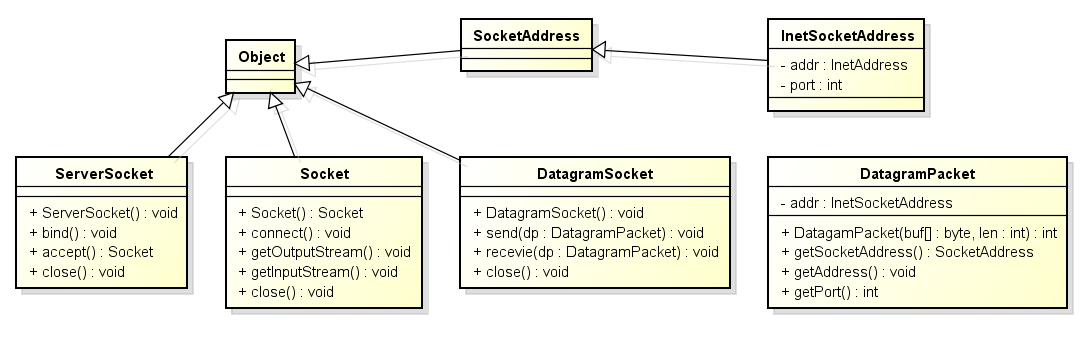 SocketAddress
InetSocketAddress
- addr : InetAddress
- port : int
Object
ServerSocket
+ ServerSocket() : void
+ bind() : void
+ accept() : Socket
+ close() : void
Socket
+ Socket() : Socket
+ connect() : void
+ getOutputStream() : void
+ getInputStream() : void
+ close() : void
DatagramSocket
+ DatagramSocket() : void
+ send(dp : DatagramPacket) : void
+ recevie(dp : DatagramPacket) : void
+ close() : void
DatagramPacket
- addr : InetSocketAddress
+ DatagamPacket(buf[] : byte, len : int) : int
+ getSocketAddress() : SocketAddress
+ getAddress() : void
+ getPort() : int